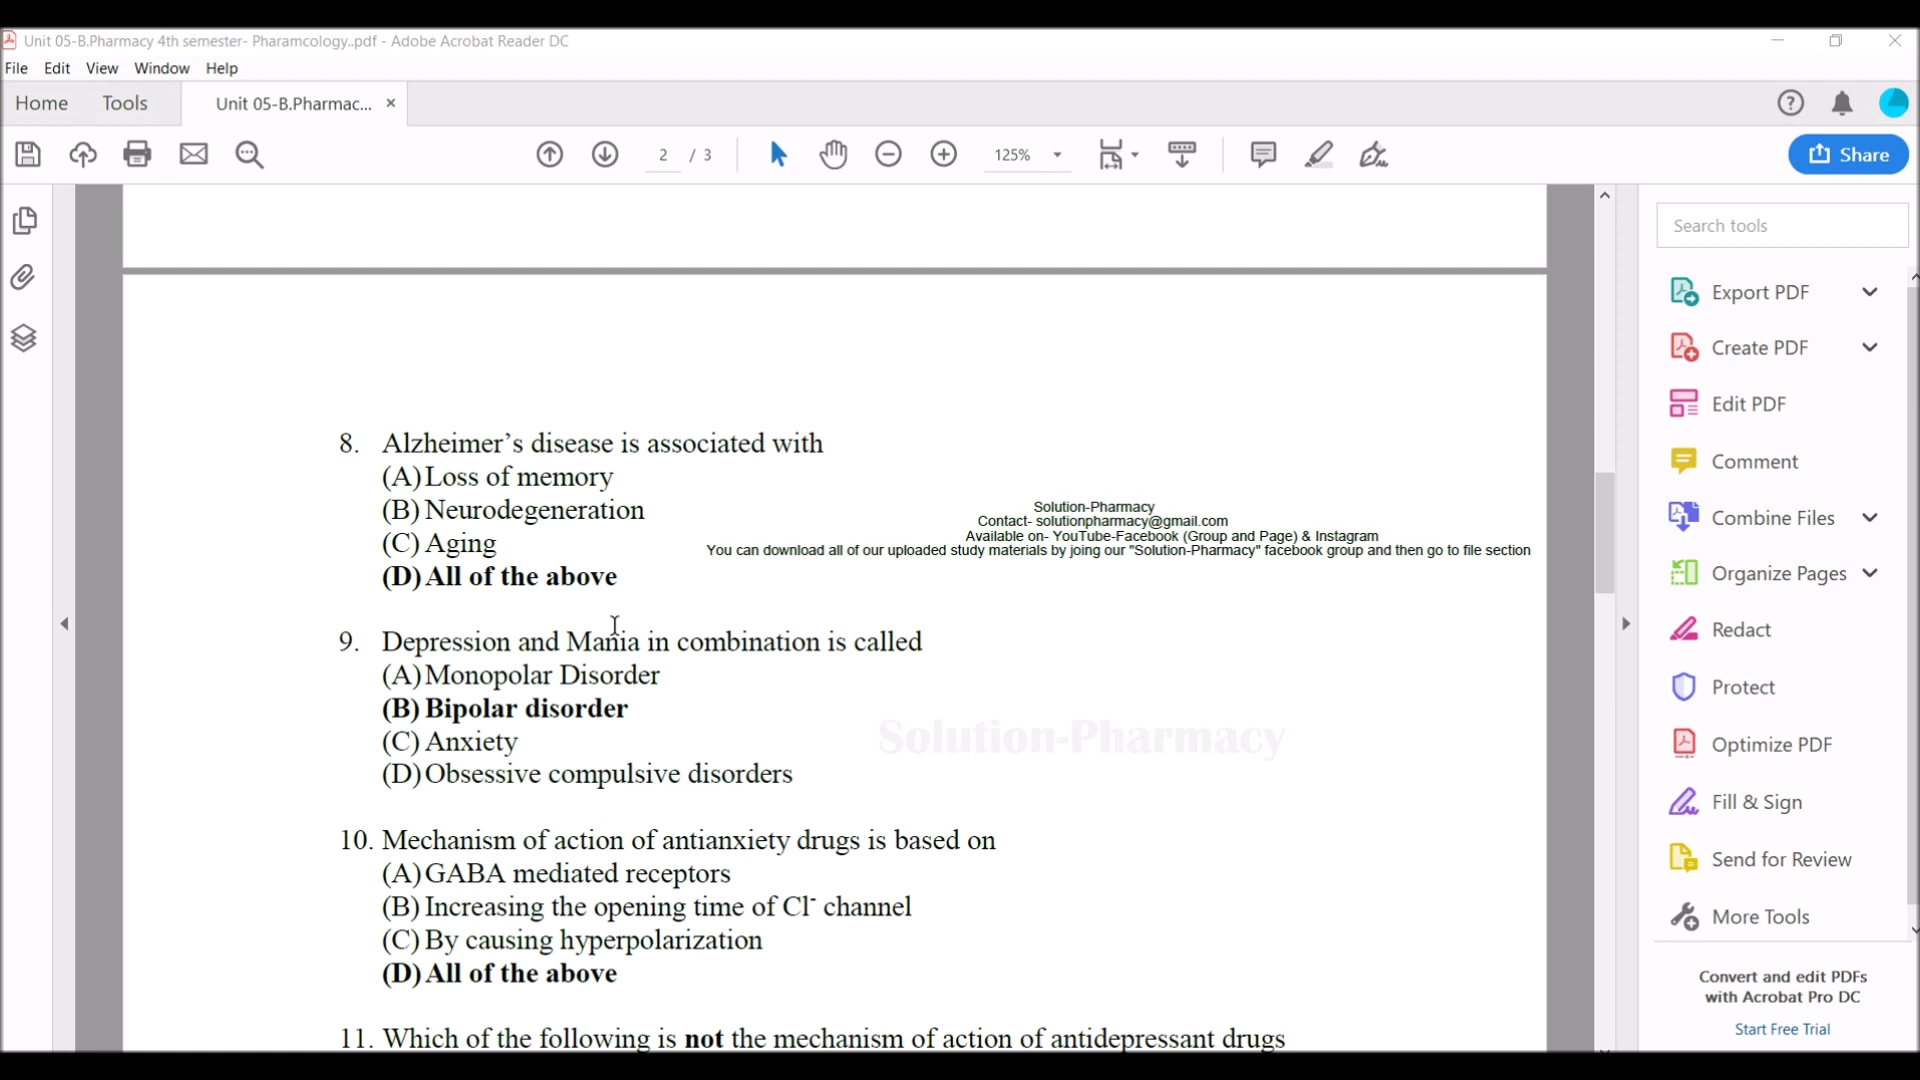 Unit 05-B.Pharmacy 4th semester- Pharamcology..pdf - Adobe Acrobat Reader DC
File Edit View Window Help
Home Tools Unit 05-B.Pharmac... ×
2 / 3 125% Share
Search tools
Export PDF
Create PDF
Edit PDF
Comment
Combine Files
Organize Pages
Redact
Protect
Optimize PDF
Fill & Sign
Send for Review
More Tools
Convert and edit PDFs
with Acrobat Pro DC
Start Free Trial
8. Alzheimer’s disease is associated with
(A) Loss of memory
(B) Neurodegeneration
(C) Aging
(D) All of the above
Solution-Pharmacy
Contact- solutionpharmacy@gmail.com
Available on- YouTube-Facebook (Group and Page) & Instagram
You can download all of our uploaded study materials by joing our "Solution-Pharmacy" facebook group and then go to file section
9. Depression and Mania in combination is called
(A) Monopolar Disorder
(B) Bipolar disorder
(C) Anxiety
(D) Obsessive compulsive disorders
Solution-Pharmacy
10. Mechanism of action of antianxiety drugs is based on
(A) GABA mediated receptors
(B) Increasing the opening time of Cl⁻ channel
(C) By causing hyperpolarization
(D) All of the above
11. Which of the following is not the mechanism of action of antidepressant drugs